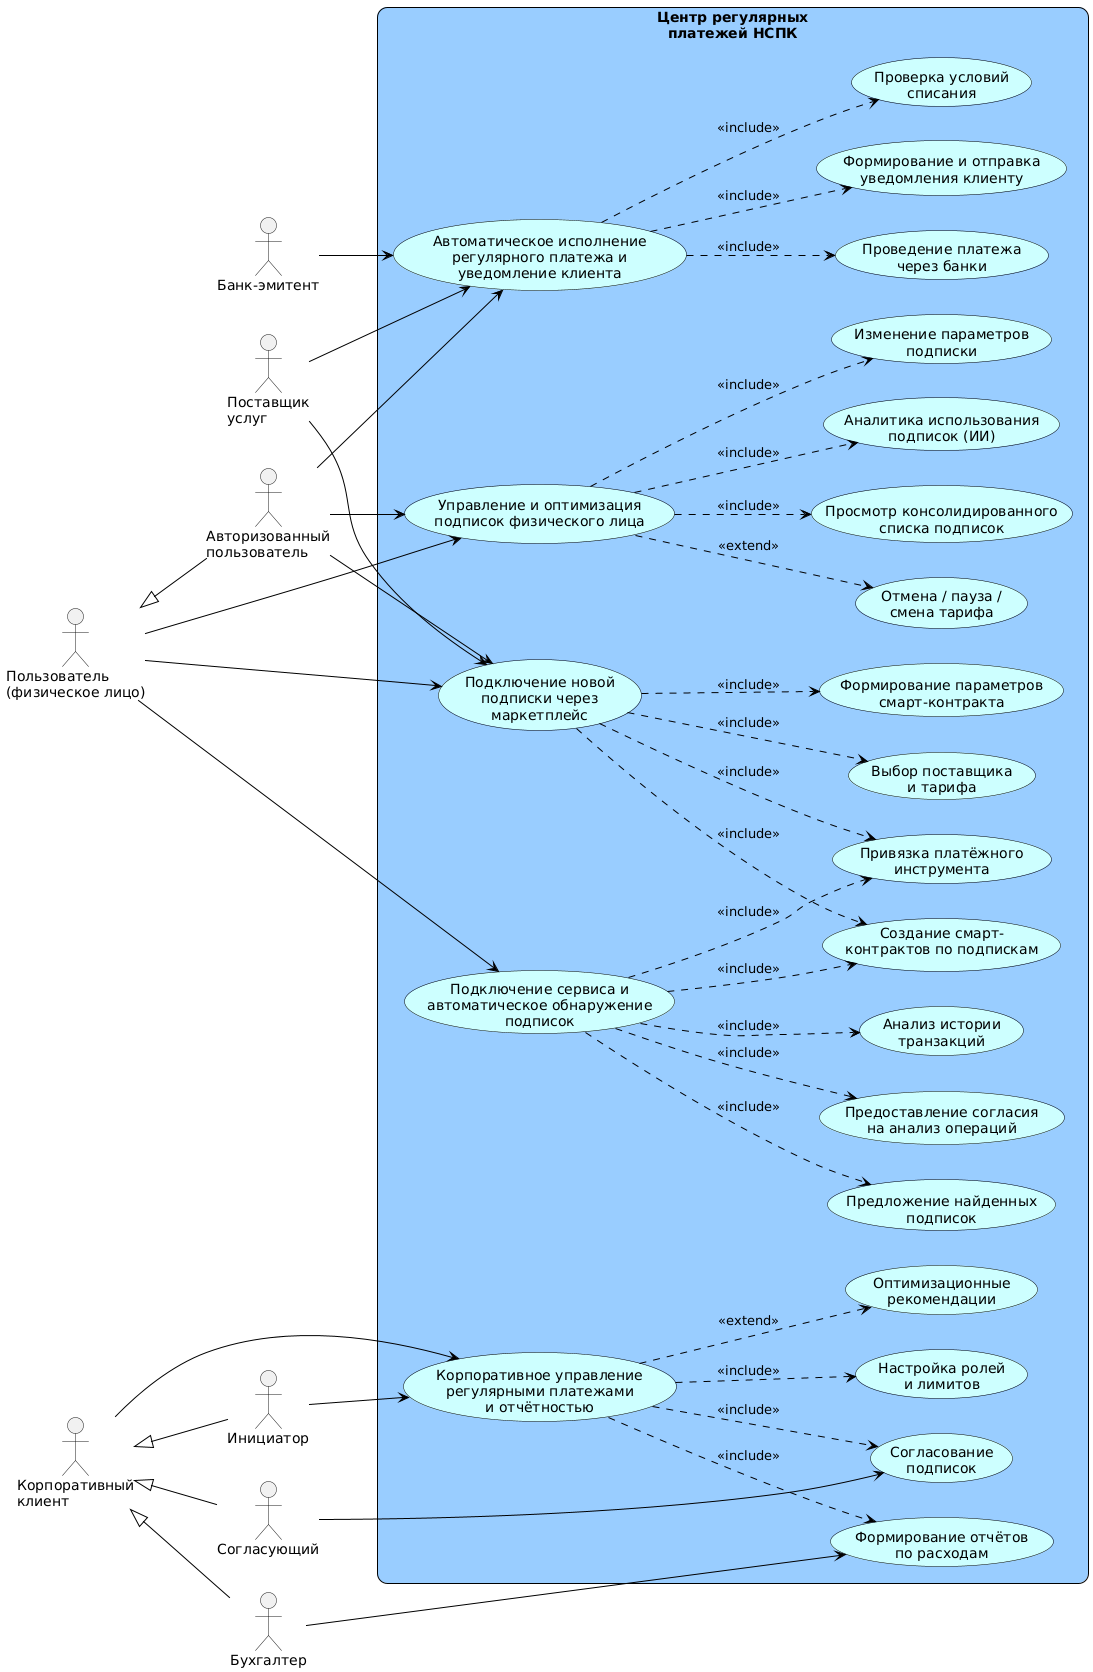 Центр регулярных
платежей НСПК
Проверка условий
списания
«include»
Формирование и отправка
уведомления клиенту
«include»
Банк-эмитент
Автоматическое исполнение
регулярного платежа и
уведомление клиента
«include»
Проведение платежа
через банки
Поставщик
услуг
Изменение параметров
подписки
«include»
Аналитика использования
подписок (ИИ)
«include»
Авторизованный
пользователь
Управление и оптимизация
подписок физического лица
«include»
Просмотр консолидированного
списка подписок
«extend»
Отмена / пауза /
смена тарифа
Пользователь
(физическое лицо)
Подключение новой
подписки через
маркетплейс
«include»
Формирование параметров
смарт-контракта
«include»
Выбор поставщика
и тарифа
«include»
«include»
Привязка платёжного
инструмента
«include»
Создание смарт-
контрактов по подпискам
«include»
Подключение сервиса и
автоматическое обнаружение
подписок
«include»
Анализ истории
транзакций
«include»
Предоставление согласия
на анализ операций
«include»
Предложение найденных
подписок
Оптимизационные
рекомендации
«extend»
Корпоративное управление
регулярными платежами
и отчётностью
«include»
Настройка ролей
и лимитов
«include»
Инициатор
Согласование
подписок
«include»
Корпоративный
клиент
Согласующий
Формирование отчётов
по расходам
Бухгалтер